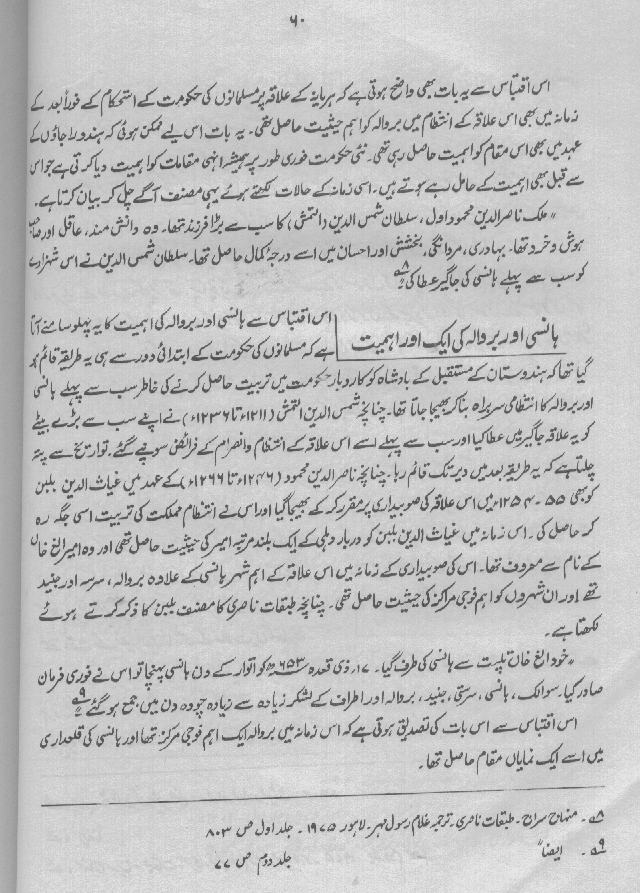 ۶۰
اس اقتباس سے یہ بات بھی واضح ہوتی ہے کہ ہریانہ کے علاقہ پر مسلمانوں کی حکومت کے استحکام کے فوراً بعد کے
زمانہ میں بھی اس علاقہ کے انتظام میں بروالہ کو اہم حیثیت حاصل تھی۔ یہ بات اس لیے ممکن ہوئی کہ ہندو راجاؤں کے
عہد میں بھی اس مقام کو اہمیت حاصل رہی تھی۔ نئی حکومت فوری طور پر ہمیشہ انہی مقامات کو اہمیت دیا کرتی ہے جو اس
سے قبل بھی اہمیت کے حامل رہے ہوتے ہیں۔ اسی زمانہ کے حالات لکھتے ہوئے یہی مصنف آگے چل کر بیان کرتا ہے۔
"ملک ناصر الدین محمود اول، سلطان شمس الدین (التمش) کا سب سے بڑا فرزند تھا۔ وہ دانش مند، عاقل اور صاحب
ہوش و خرد تھا۔ بہادری، مردانگی، بخشش اور احسان میں اسے درجۂ کمال حاصل تھا۔ سلطان شمس الدین نے اس شہزادے
کو سب سے پہلے ہانسی کی جاگیر عطا کی"۸
ہانسی اور بروالہ کی ایک اور اہمیت
اس اقتباس سے ہانسی اور بروالہ کی اہمیت کا یہ پہلو سامنے آتا
ہے کہ مسلمانوں کی حکومت کے ابتدائی دور سے ہی یہ طریقہ قائم ہو
گیا تھا کہ ہندوستان کے مستقبل کے بادشاہ کو کاروبار حکومت میں تربیت حاصل کرنے کی خاطر سب سے پہلے ہانسی
اور بروالہ کا انتظامی سربراہ بنا کر بھیجا جاتا تھا۔ چنانچہ شمس الدین التمش (۱۲۱۱ء تا ۱۲۳۶ء) نے اپنے سب سے بڑے بیٹے
کو یہ علاقہ جاگیر میں عطا کیا اور سب سے پہلے اسے اس علاقہ کے انتظام و انصرام کے فرائض سونپے گئے۔ تواریخ سے پتہ
چلتا ہے کہ یہ طریقہ بعد میں دیر تک قائم رہا۔ چنانچہ ناصر الدین محمود (۱۲۴۶ء تا ۱۲۶۶ء) کے عہد میں غیاث الدین بلبن
کو بھی ۵۵۔۱۲۵۴ء میں اس علاقہ کی صوبیداری پر مقرر کر کے بھیجا گیا اور اس نے انتظام مملکت کی تربیت اسی جگہ رہ
کر حاصل کی۔ اس زمانہ میں غیاث الدین بلبن کو دربار دہلی کے ایک بلند مرتبہ امیر کی حیثیت حاصل تھی اور وہ امیر الغ خاں
کے نام سے معروف تھا۔ اس کی صوبیداری کے زمانہ میں اس علاقہ کے اہم شہر ہانسی کے علاوہ بروالہ، سرسہ اور جنید
تھے اور ان شہروں کو اہم فوجی مراکز کی حیثیت حاصل تھی۔ چنانچہ طبقات ناصری کا مصنف بلبن کا ذکر کرتے ہوئے
لکھتا ہے۔
"خود الغ خاں تلپت سے ہانسی کی طرف گیا۔ ۱۷؍ ذی قعدہ ۶۵۳ھ کو اتوار کے دن ہانسی پہنچا تو اس نے فوری فرمان
صادر کیا۔ سوالک، ہانسی، سرستی، جنید، بروالہ اور اطراف کے لشکر زیادہ سے زیادہ چودہ دن میں جمع ہو گئے"۹
اس اقتباس سے اس بات کی تصدیق ہوتی ہے کہ اس زمانہ میں بروالہ ایک اہم فوجی مرکز تھا اور ہانسی کی قلعداری
میں اسے ایک نمایاں مقام حاصل تھا۔
۸۔ منہاج سراج۔ طبقات ناصری۔ ترجمہ غلام رسول مہر۔ لاہور ۱۹۷۵۔ جلد اول ص ۸۰۳
۹۔ ایضاً جلد دوم ص ۷۷